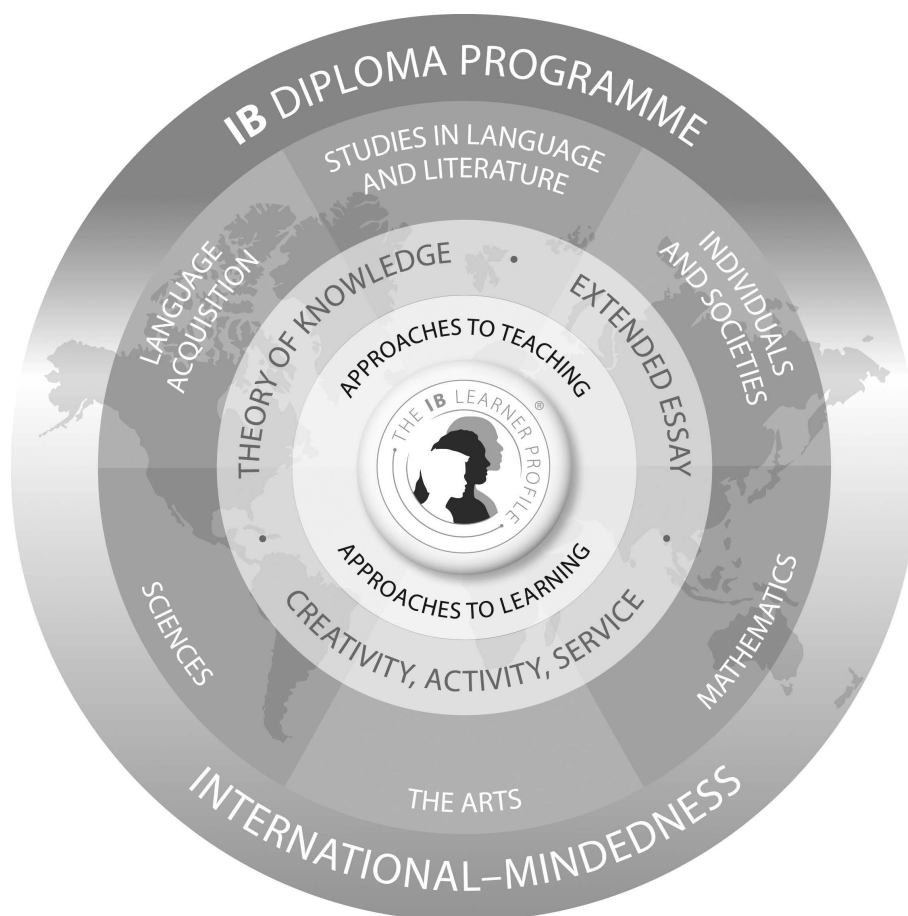 IB DIPLOMA PROGRAMME
STUDIES IN LANGUAGE
AND LITERATURE
LANGUAGE
ACQUISITION
INDIVIDUALS
AND SOCIETIES
THEORY OF KNOWLEDGE
EXTENDED ESSAY
APPROACHES TO TEACHING
THE IB LEARNER PROFILE
®
APPROACHES TO LEARNING
CREATIVITY, ACTIVITY, SERVICE
SCIENCES
MATHEMATICS
THE ARTS
INTERNATIONAL–MINDEDNESS